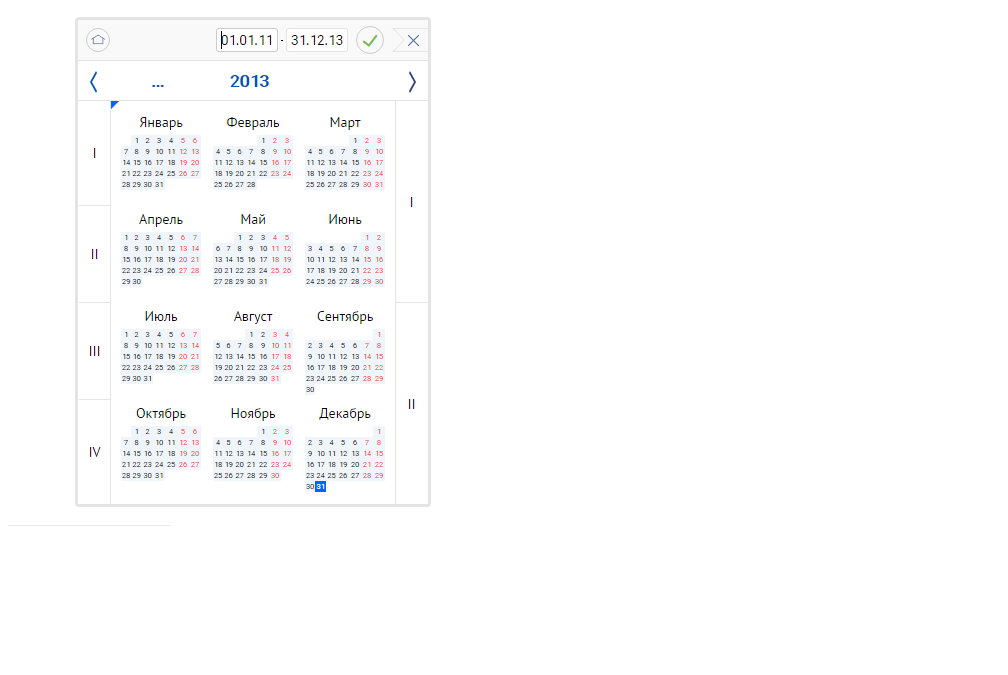 01.01.11 - 31.12.13
... 2013
Январь Февраль Март
1 2 3 4 5 6 1 2 3 1 2 3
7 8 9 10 11 12 13 4 5 6 7 8 9 10 4 5 6 7 8 9 10
I
14 15 16 17 18 19 20 11 12 13 14 15 16 17 11 12 13 14 15 16 17
21 22 23 24 25 26 27 18 19 20 21 22 23 24 18 19 20 21 22 23 24
28 29 30 31 25 26 27 28 25 26 27 28 29 30 31
I
Апрель Май Июнь
1 2 3 4 5 6 7 1 2 3 4 5 1 2
8 9 10 11 12 13 14 6 7 8 9 10 11 12 3 4 5 6 7 8 9
II
15 16 17 18 19 20 21 13 14 15 16 17 18 19 10 11 12 13 14 15 16
22 23 24 25 26 27 28 20 21 22 23 24 25 26 17 18 19 20 21 22 23
29 30 27 28 29 30 31 24 25 26 27 28 29 30
Июль Август Сентябрь
1 2 3 4 5 6 7 1 2 3 4 1
8 9 10 11 12 13 14 5 6 7 8 9 10 11 2 3 4 5 6 7 8
III
15 16 17 18 19 20 21 12 13 14 15 16 17 18 9 10 11 12 13 14 15
22 23 24 25 26 27 28 19 20 21 22 23 24 25 16 17 18 19 20 21 22
29 30 31 26 27 28 29 30 31 23 24 25 26 27 28 29
30
II
Октябрь Ноябрь Декабрь
1 2 3 4 5 6 1 2 3 1
7 8 9 10 11 12 13 4 5 6 7 8 9 10 2 3 4 5 6 7 8
IV
14 15 16 17 18 19 20 11 12 13 14 15 16 17 9 10 11 12 13 14 15
21 22 23 24 25 26 27 18 19 20 21 22 23 24 16 17 18 19 20 21 22
28 29 30 31 25 26 27 28 29 30 23 24 25 26 27 28 29
30 31